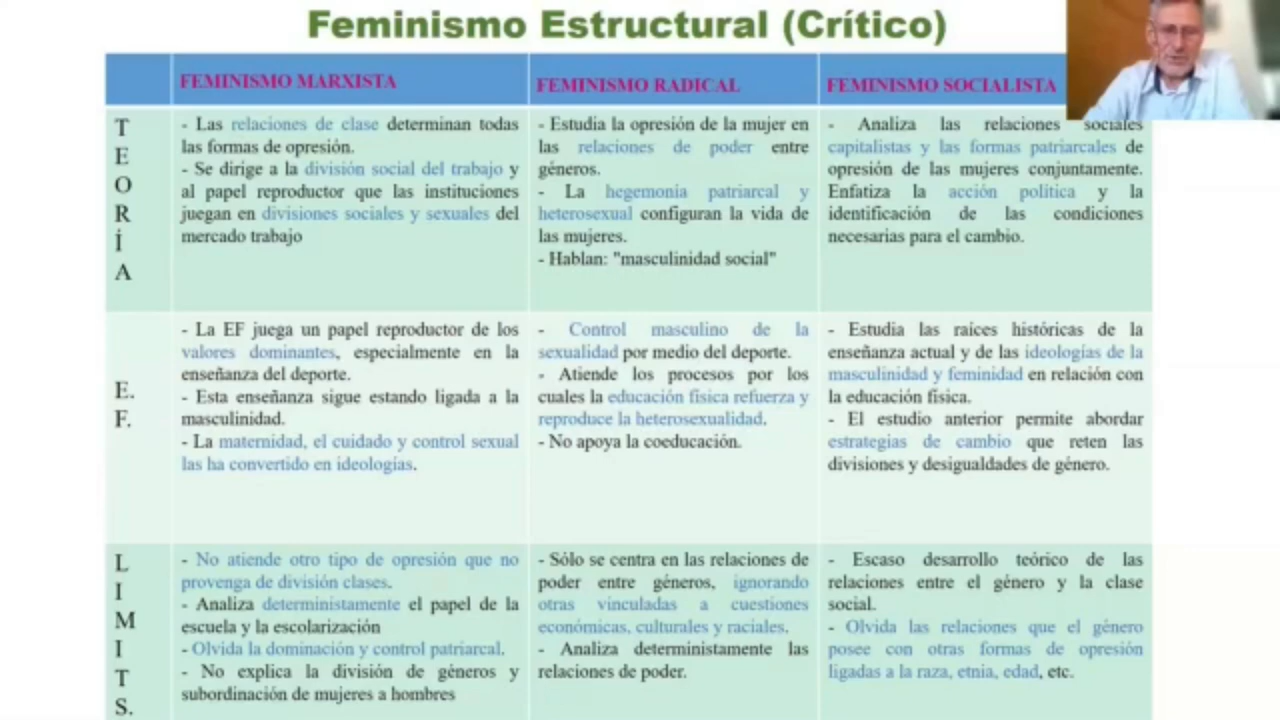 Feminismo Estructural (Crítico)
FEMINISMO MARXISTA
FEMINISMO RADICAL
FEMINISMO SOCIALISTA
TEORÍA
- Las relaciones de clase determinan todas
las formas de opresión.
- Se dirige a la división social del trabajo y
al papel reproductor que las instituciones
juegan en divisiones sociales y sexuales del
mercado trabajo
- Estudia la opresión de la mujer en
las relaciones de poder entre
géneros.
- La hegemonía patriarcal y
heterosexual configuran la vida de
las mujeres.
- Hablan: "masculinidad social"
- Analiza las relaciones sociales
capitalistas y las formas patriarcales de
opresión de las mujeres conjuntamente.
Enfatiza la acción política y la
identificación de las condiciones
necesarias para el cambio.
E.
F.
- La EF juega un papel reproductor de los
valores dominantes, especialmente en la
enseñanza del deporte.
- Esta enseñanza sigue estando ligada a la
masculinidad.
- La maternidad, el cuidado y control sexual
las ha convertido en ideologías.
- Control masculino de la
sexualidad por medio del deporte.
- Atiende los procesos por los
cuales la educación física refuerza y
reproduce la heterosexualidad.
- No apoya la coeducación.
- Estudia las raíces históricas de la
enseñanza actual y de las ideologías de la
masculinidad y feminidad en relación con
la educación física.
- El estudio anterior permite abordar
estrategias de cambio que reten las
divisiones y desigualdades de género.
LIMITS.
- No atiende otro tipo de opresión que no
provenga de división clases.
- Analiza determinístamente el papel de la
escuela y la escolarización
- Olvida la dominación y control patriarcal.
- No explica la división de géneros y
subordinación de mujeres a hombres
- Sólo se centra en las relaciones de
poder entre géneros, ignorando
otras vinculadas a cuestiones
económicas, culturales y raciales.
- Analiza determinístamente las
relaciones de poder.
- Escaso desarrollo teórico de las
relaciones entre el género y la clase
social.
- Olvida las relaciones que el género
posee con otras formas de opresión
ligadas a la raza, etnia, edad, etc.